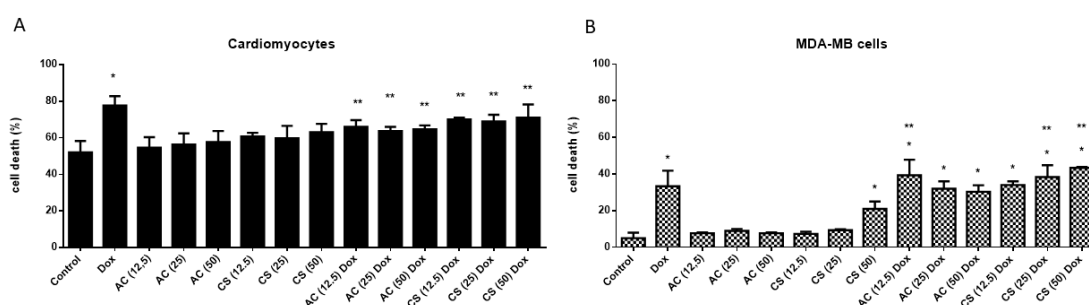 A
Cardiomyocytes
cell death (%)
100
80
60
40
20
0
*
**
**
**
**
**
**
Control
Dox
AC (12,5)
AC (25)
AC (50)
CS (12,5)
CS (25)
CS (50)
AC (12,5) Dox
AC (25) Dox
AC (50) Dox
CS (12,5) Dox
CS (25) Dox
CS (50) Dox
B
MDA-MB cells
cell death (%)
100
80
60
40
20
0
*
*
**
*
*
*
*
**
*
**
*
Control
Dox
AC (12,5)
AC (25)
AC (50)
CS (12,5)
CS (25)
CS (50)
AC (12,5) Dox
AC (25) Dox
AC (50) Dox
CS (12,5) Dox
CS (25) Dox
CS (50) Dox